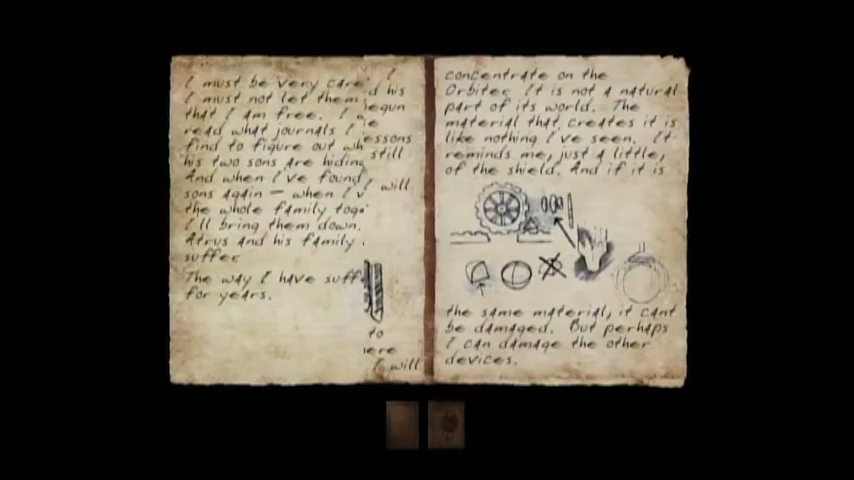 I must be very care
I must not let them
that I am free. I
read what journals I
find to figure out wh
his two sons are hiding
And when I've found
sons again – when I'v
the whole family toge
I'll bring them down.
Atrus and his family
suffer.
The way I have suff
for years.
I
d his
egun
essons
still
I will
to
here
I will
concentrate on the
Orbiter. It is not a natural
part of its world. The
material that creates it is
like nothing I've seen. It
reminds me, just a little,
of the shield. And if it is
the same material, it cant
be damaged. But perhaps
I can damage the other
devices.